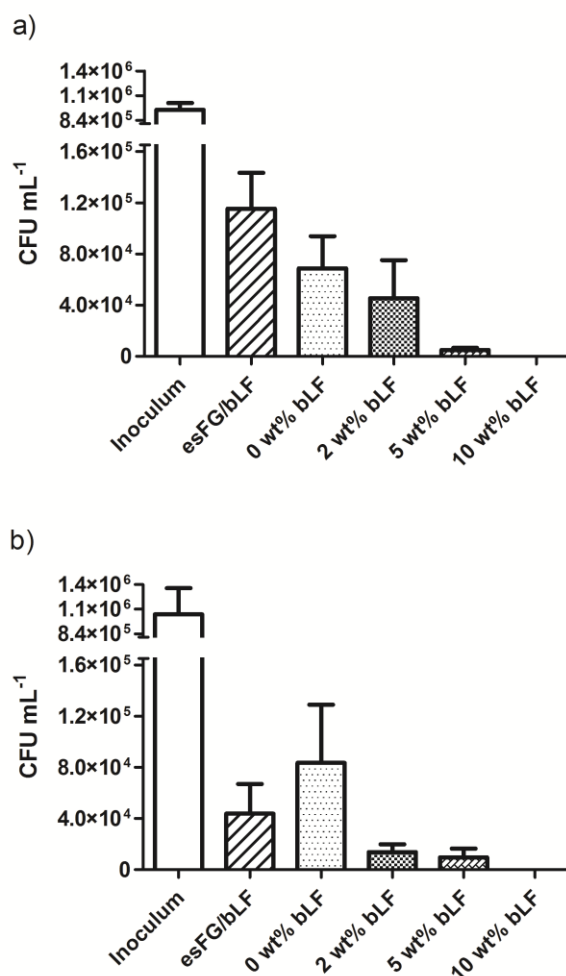 a)
1.4×10⁶
1.1×10⁶
8.4×10⁵
1.6×10⁵
1.2×10⁵
8.0×10⁴
4.0×10⁴
0
CFU mL⁻¹
Inoculum
esFG/bLF
0 wt% bLF
2 wt% bLF
5 wt% bLF
10 wt% bLF
b)
1.4×10⁶
1.1×10⁶
8.4×10⁵
1.6×10⁵
1.2×10⁵
8.0×10⁴
4.0×10⁴
0
CFU mL⁻¹
Inoculum
esFG/bLF
0 wt% bLF
2 wt% bLF
5 wt% bLF
10 wt% bLF